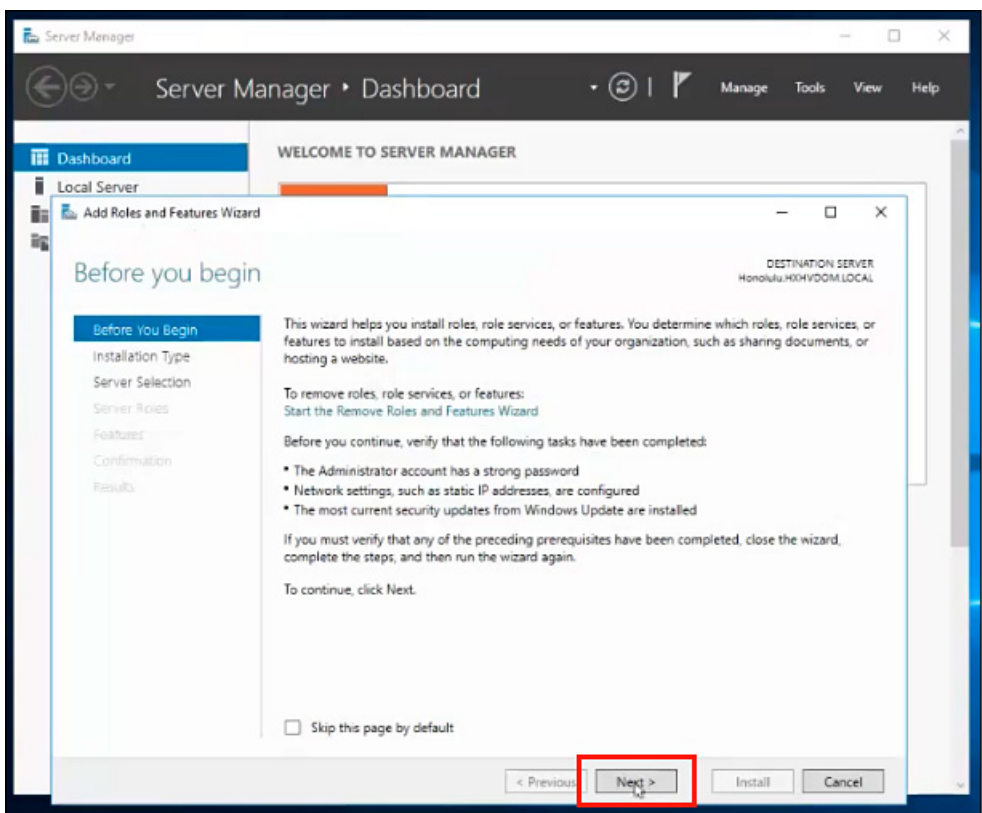 Server Manager
Server Manager • Dashboard
Manage Tools View Help
Dashboard
WELCOME TO SERVER MANAGER
Local Server
Add Roles and Features Wizard
Before you begin
DESTINATION SERVER
Honolulu.HXHVDOM.LOCAL
Before You Begin
Installation Type
Server Selection
Server Roles
Features
Confirmation
Results
This wizard helps you install roles, role services, or features. You determine which roles, role services, or
features to install based on the computing needs of your organization, such as sharing documents, or
hosting a website.
To remove roles, role services, or features:
Start the Remove Roles and Features Wizard
Before you continue, verify that the following tasks have been completed:
• The Administrator account has a strong password
• Network settings, such as static IP addresses, are configured
• The most current security updates from Windows Update are installed
If you must verify that any of the preceding prerequisites have been completed, close the wizard,
complete the steps, and then run the wizard again.
To continue, click Next.
Skip this page by default
< Previous
Next >
Install
Cancel